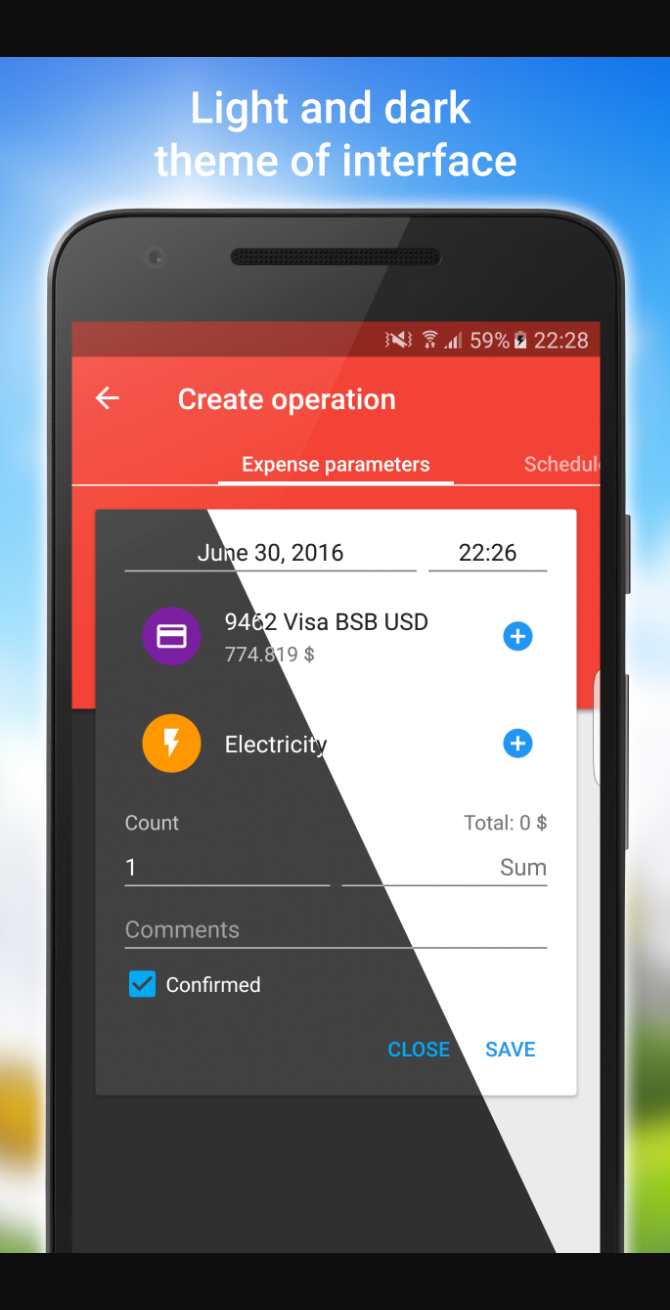 Light and dark
theme of interface
59% 22:28
Create operation
Expense parameters Schedul
June 30, 2016 22:26
9462 Visa BSB USD
774.819 $
Electricity
Count Total: 0 $
1 Sum
Comments
Confirmed
CLOSE SAVE